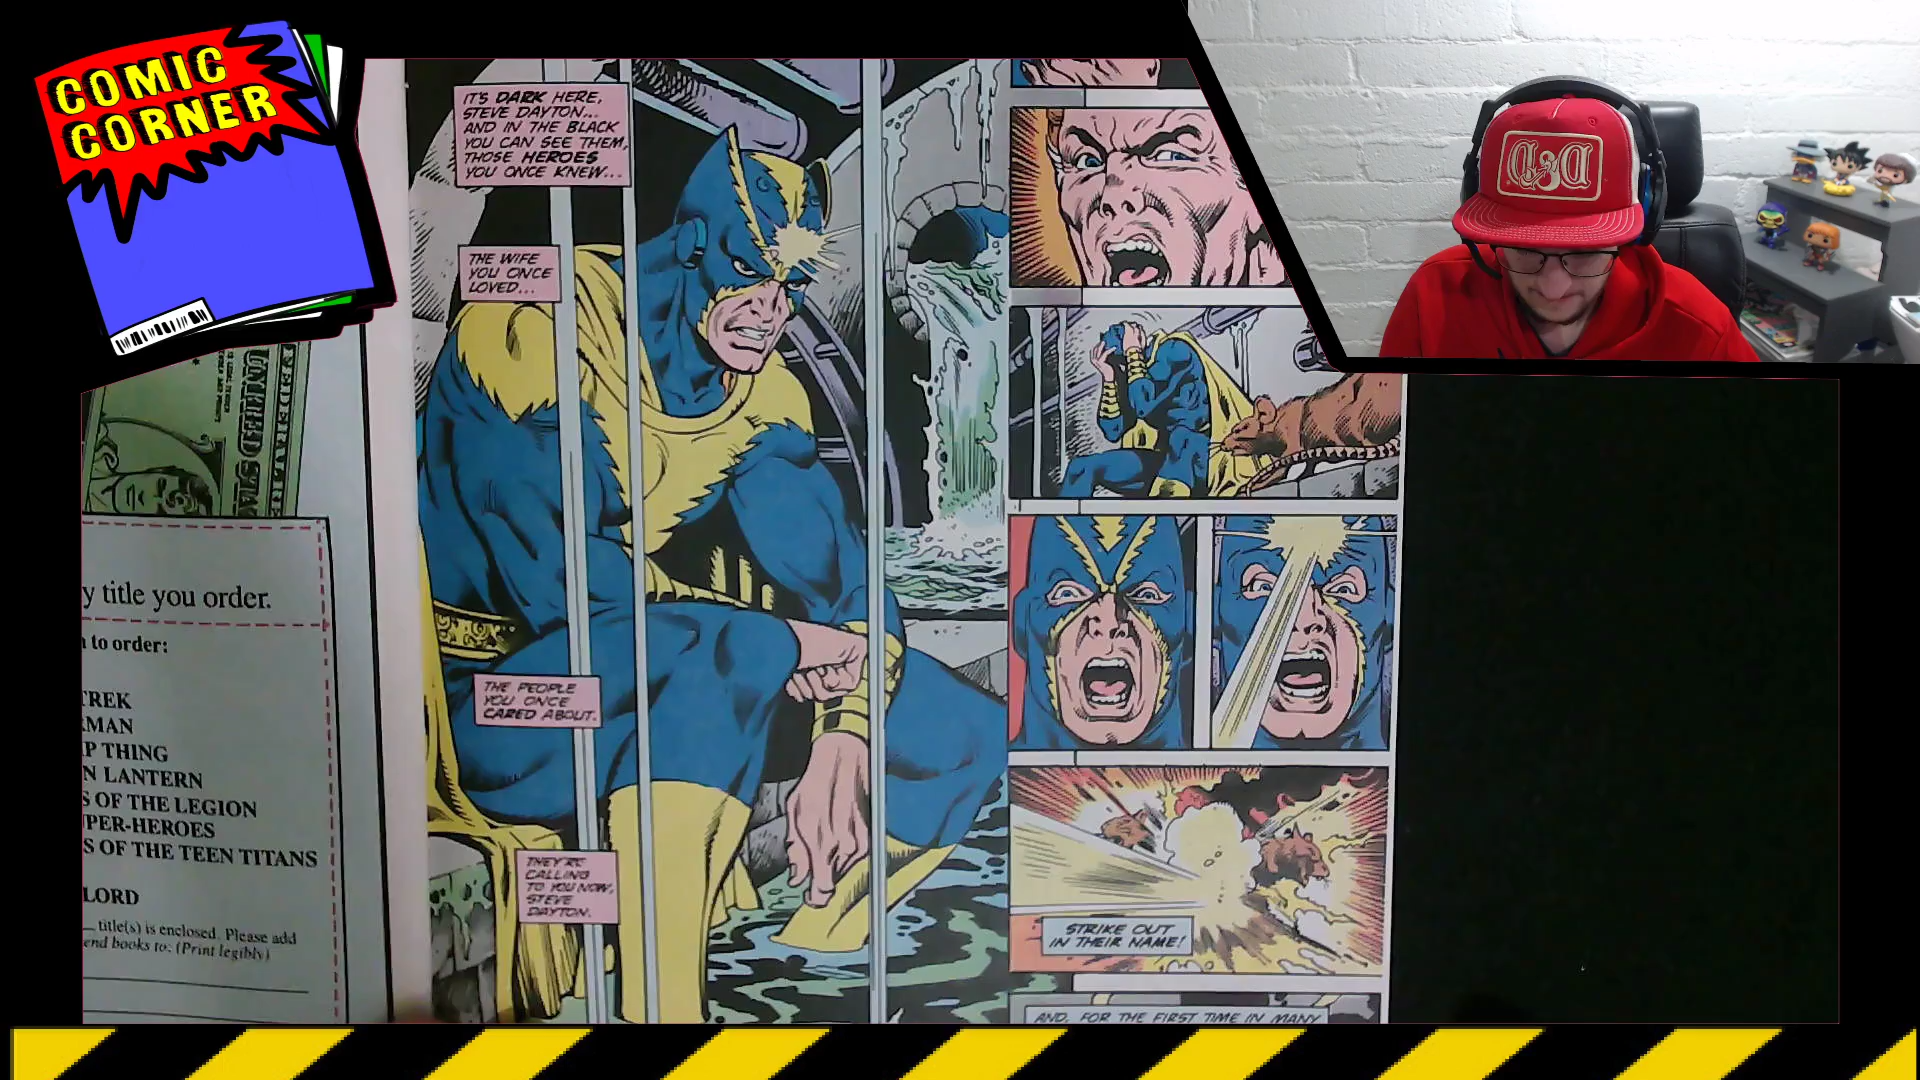 COMIC
CORNER
IT'S DARK HERE,
STEVE DAYTON...
AND IN THE BLACK
YOU CAN SEE THEM,
THOSE HEROES
YOU ONCE KNEW...
THE WIFE
YOU ONCE
LOVED...
THE PEOPLE
YOU ONCE
CARED ABOUT.
THEY'RE
CALLING
TO YOU NOW,
STEVE
DAYTON.
STRIKE OUT
IN THEIR NAME!
AND, FOR THE FIRST TIME IN MANY
y title you order.
to order:
TREK
RMAN
P THING
N LANTERN
S OF THE LEGION
UPER-HEROES
S OF THE TEEN TITANS
LORD
title(s) is enclosed. Please add
end books to: (Print legibly)